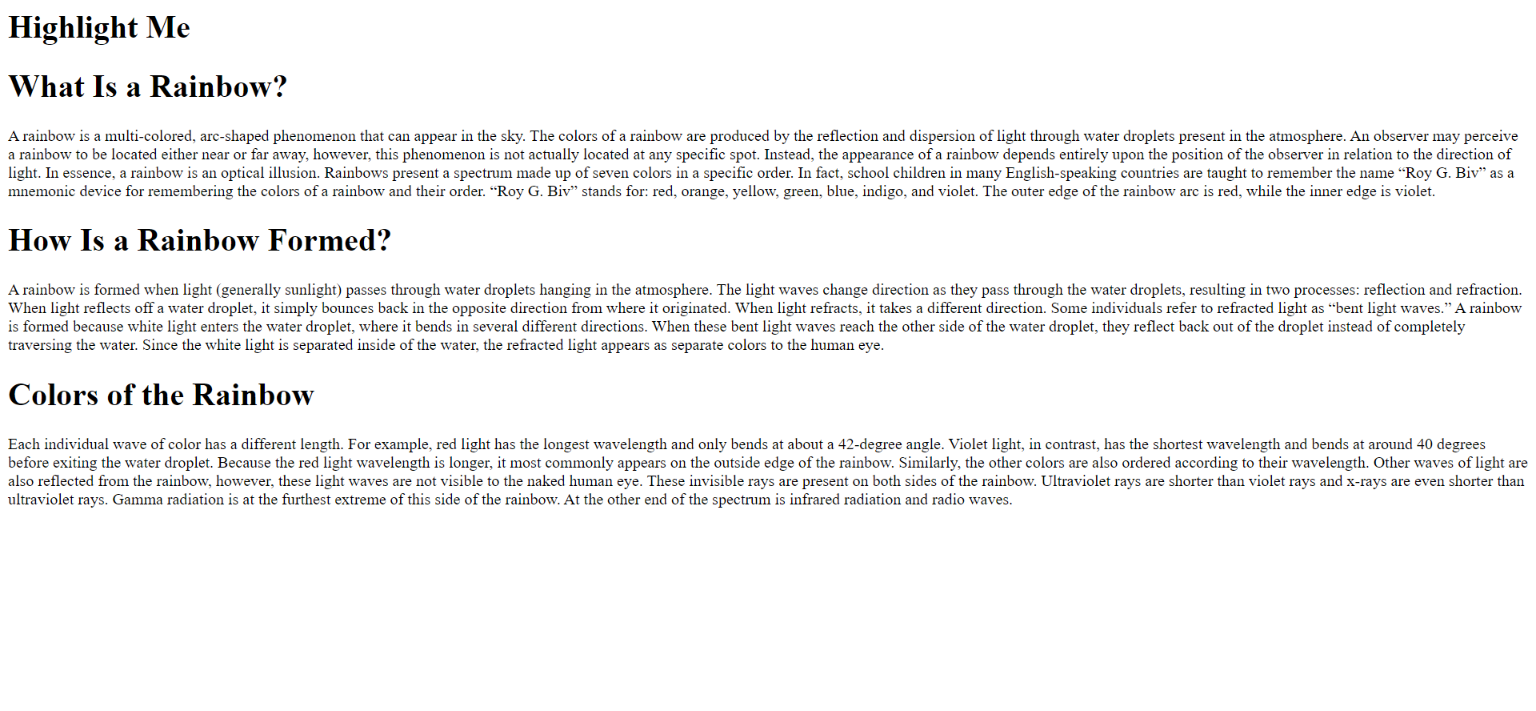 Highlight Me
What Is a Rainbow?
A rainbow is a multi-colored, arc-shaped phenomenon that can appear in the sky. The colors of a rainbow are produced by the reflection and dispersion of light through water droplets present in the atmosphere. An observer may perceive
a rainbow to be located either near or far away, however, this phenomenon is not actually located at any specific spot. Instead, the appearance of a rainbow depends entirely upon the position of the observer in relation to the direction of
light. In essence, a rainbow is an optical illusion. Rainbows present a spectrum made up of seven colors in a specific order. In fact, school children in many English-speaking countries are taught to remember the name “Roy G. Biv” as a
mnemonic device for remembering the colors of a rainbow and their order. “Roy G. Biv” stands for: red, orange, yellow, green, blue, indigo, and violet. The outer edge of the rainbow arc is red, while the inner edge is violet.
How Is a Rainbow Formed?
A rainbow is formed when light (generally sunlight) passes through water droplets hanging in the atmosphere. The light waves change direction as they pass through the water droplets, resulting in two processes: reflection and refraction.
When light reflects off a water droplet, it simply bounces back in the opposite direction from where it originated. When light refracts, it takes a different direction. Some individuals refer to refracted light as “bent light waves.” A rainbow
is formed because white light enters the water droplet, where it bends in several different directions. When these bent light waves reach the other side of the water droplet, they reflect back out of the droplet instead of completely
traversing the water. Since the white light is separated inside of the water, the refracted light appears as separate colors to the human eye.
Colors of the Rainbow
Each individual wave of color has a different length. For example, red light has the longest wavelength and only bends at about a 42-degree angle. Violet light, in contrast, has the shortest wavelength and bends at around 40 degrees
before exiting the water droplet. Because the red light wavelength is longer, it most commonly appears on the outside edge of the rainbow. Similarly, the other colors are also ordered according to their wavelength. Other waves of light are
also reflected from the rainbow, however, these light waves are not visible to the naked human eye. These invisible rays are present on both sides of the rainbow. Ultraviolet rays are shorter than violet rays and x-rays are even shorter than
ultraviolet rays. Gamma radiation is at the furthest extreme of this side of the rainbow. At the other end of the spectrum is infrared radiation and radio waves.